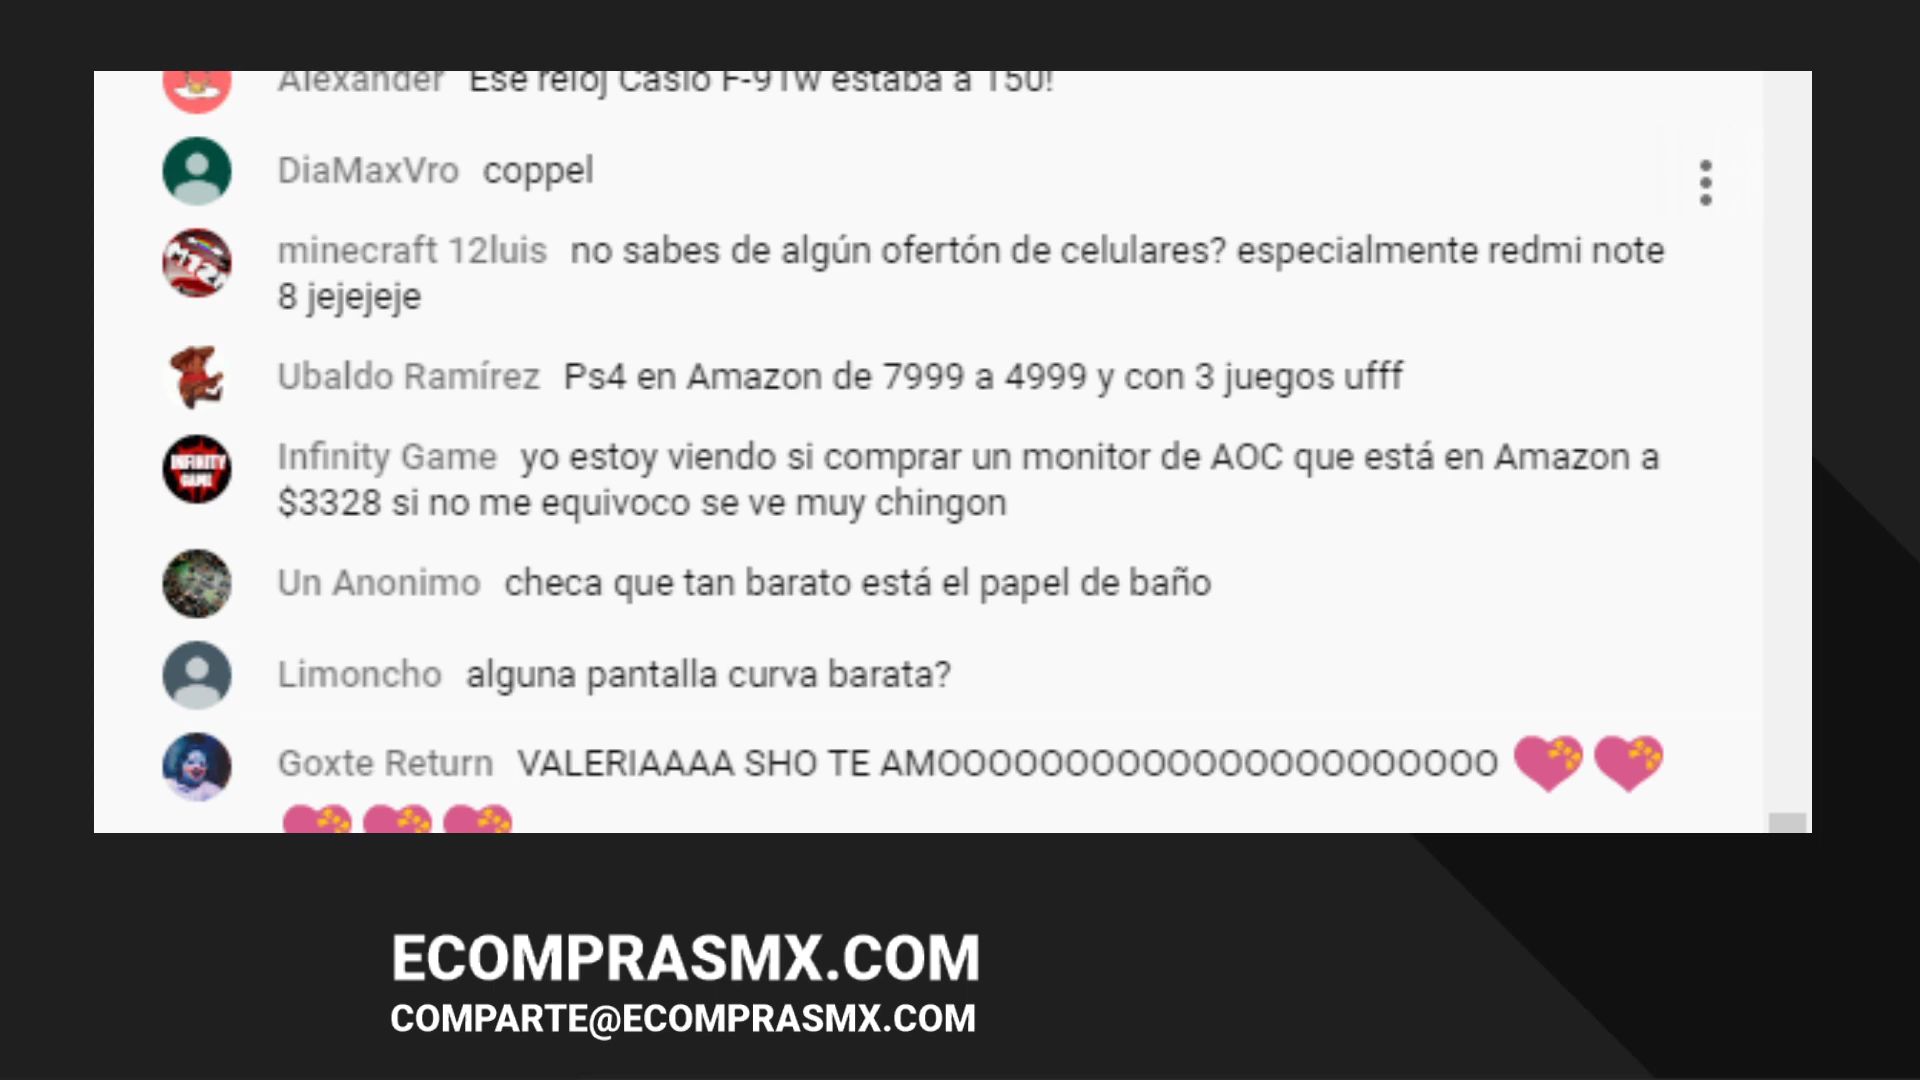 Alexander Ese reloj Casio F-91W estaba a 150!
DiaMaxVro coppel
minecraft 12luis no sabes de algún ofertón de celulares? especialmente redmi note
8 jejejeje
Ubaldo Ramírez Ps4 en Amazon de 7999 a 4999 y con 3 juegos ufff
INFINITY
GAME
Infinity Game yo estoy viendo si comprar un monitor de AOC que está en Amazon a
$3328 si no me equivoco se ve muy chingon
Un Anonimo checa que tan barato está el papel de baño
Limoncho alguna pantalla curva barata?
Goxte Return VALERIAAAA SHO TE AMOOOOOOOOOOOOOOOOOOOOOO
ECOMPRASMX.COM
COMPARTE@ECOMPRASMX.COM